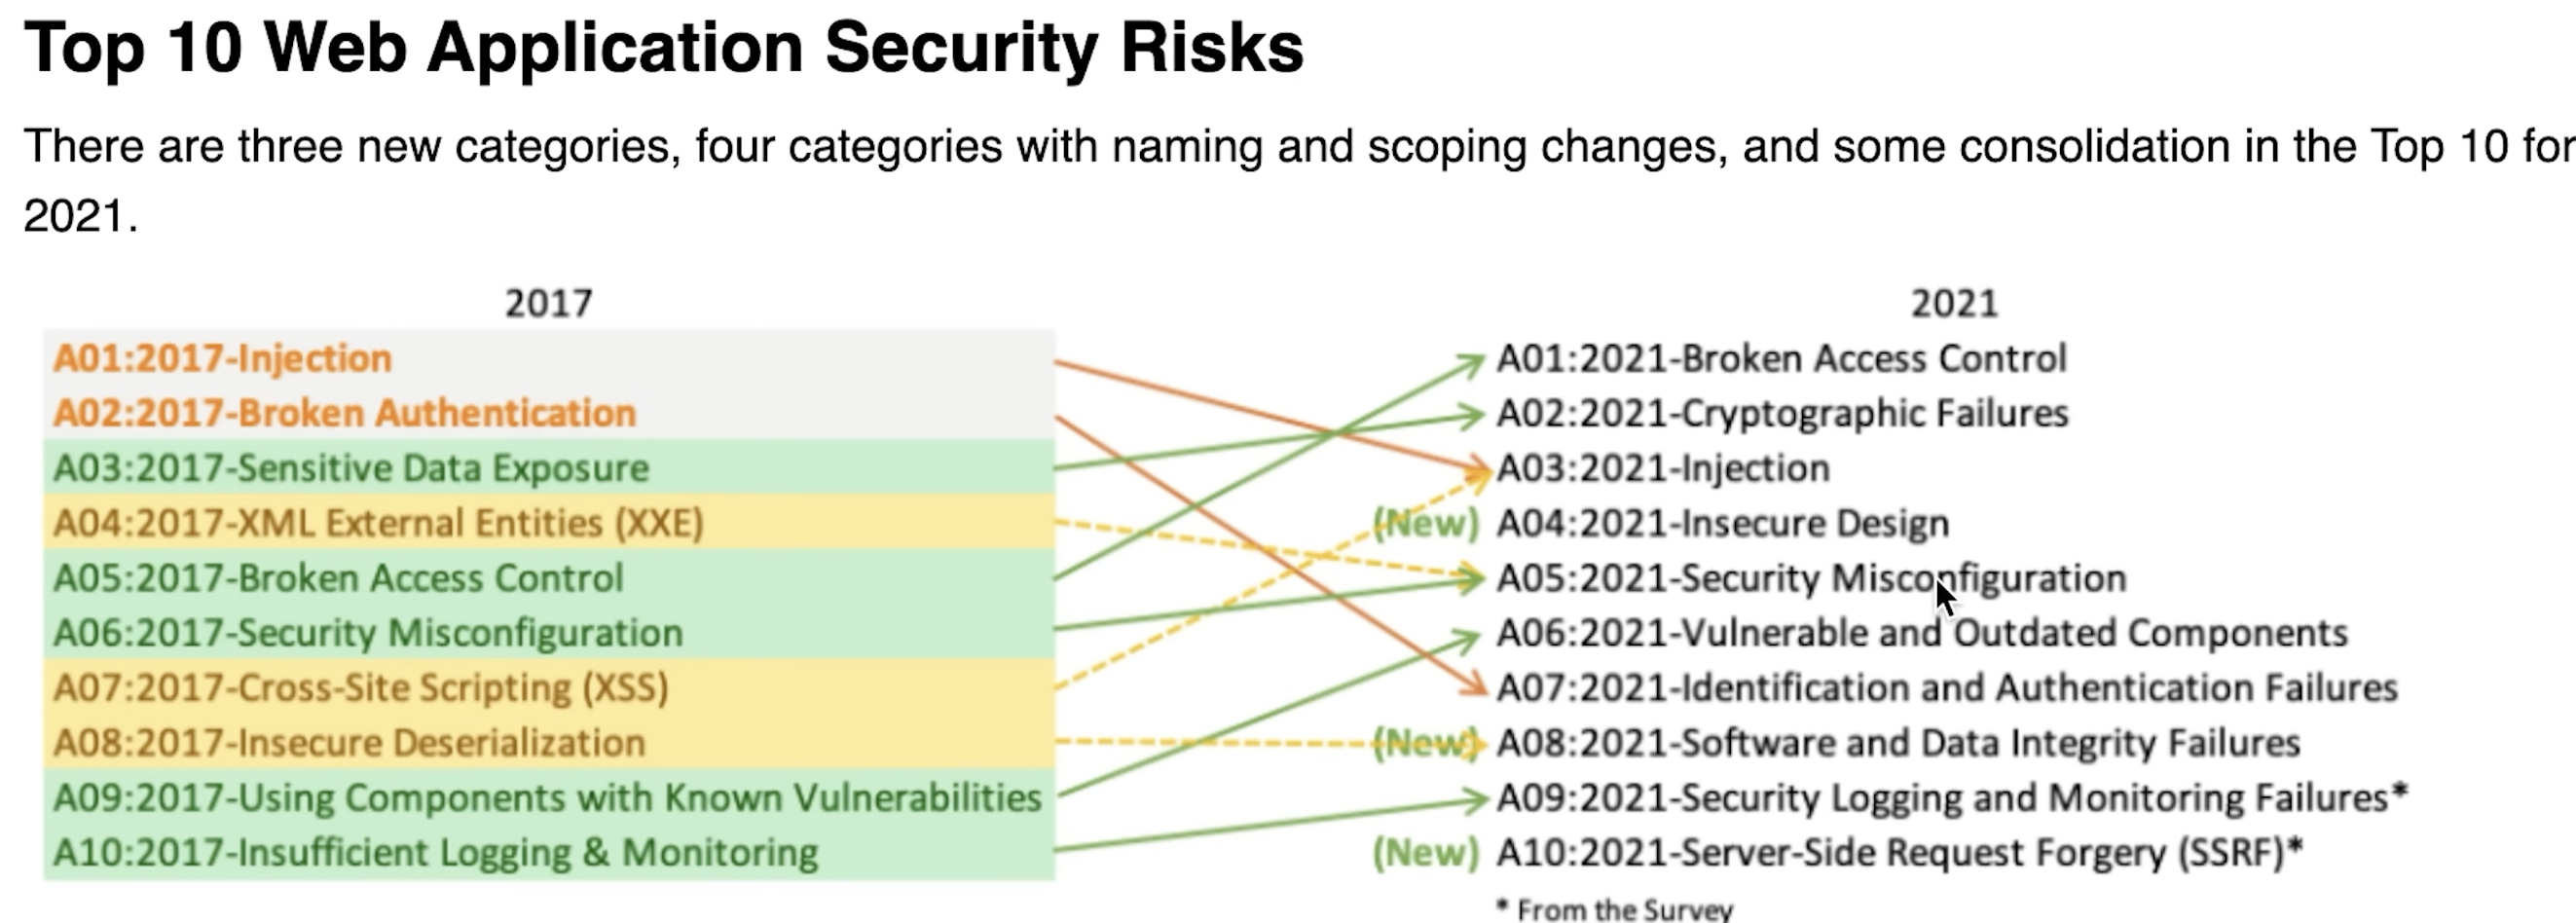 Top 10 Web Application Security Risks
There are three new categories, four categories with naming and scoping changes, and some consolidation in the Top 10 for
2021.
2017
A01:2017-Injection
A02:2017-Broken Authentication
A03:2017-Sensitive Data Exposure
A04:2017-XML External Entities (XXE)
A05:2017-Broken Access Control
A06:2017-Security Misconfiguration
A07:2017-Cross-Site Scripting (XSS)
A08:2017-Insecure Deserialization
A09:2017-Using Components with Known Vulnerabilities
A10:2017-Insufficient Logging & Monitoring
2021
A01:2021-Broken Access Control
A02:2021-Cryptographic Failures
A03:2021-Injection
(New) A04:2021-Insecure Design
A05:2021-Security Misconfiguration
A06:2021-Vulnerable and Outdated Components
A07:2021-Identification and Authentication Failures
(New) A08:2021-Software and Data Integrity Failures
A09:2021-Security Logging and Monitoring Failures*
(New) A10:2021-Server-Side Request Forgery (SSRF)*
* From the Survey